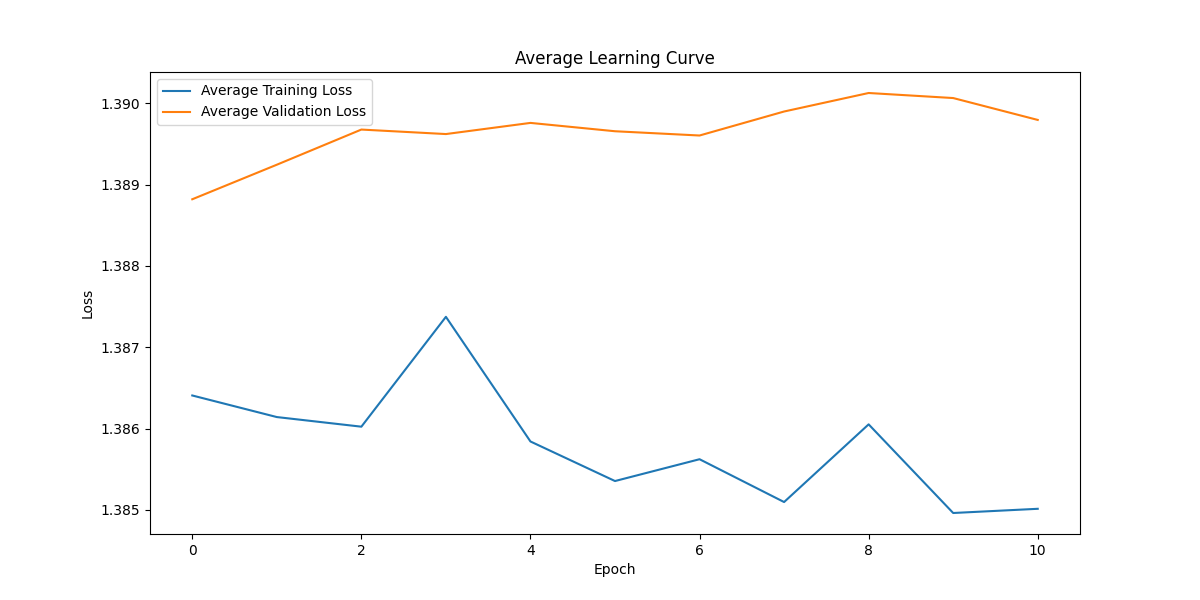 Average Learning Curve
Average Training Loss
Average Validation Loss
1.390
1.389
1.388
1.387
1.386
1.385
Loss
0 2 4 6 8 10
Epoch